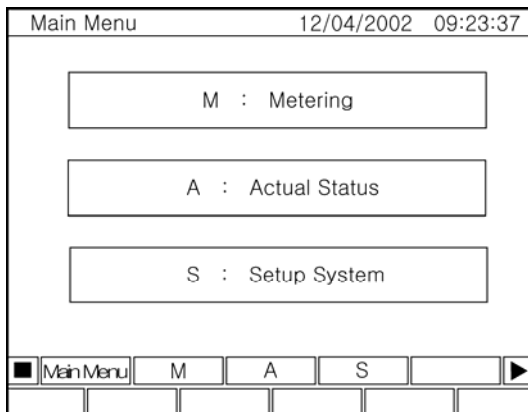 Main Menu 12/04/2002 09:23:37
M : Metering
A : Actual Status
S : Setup System
■ Main Menu M A S ▶